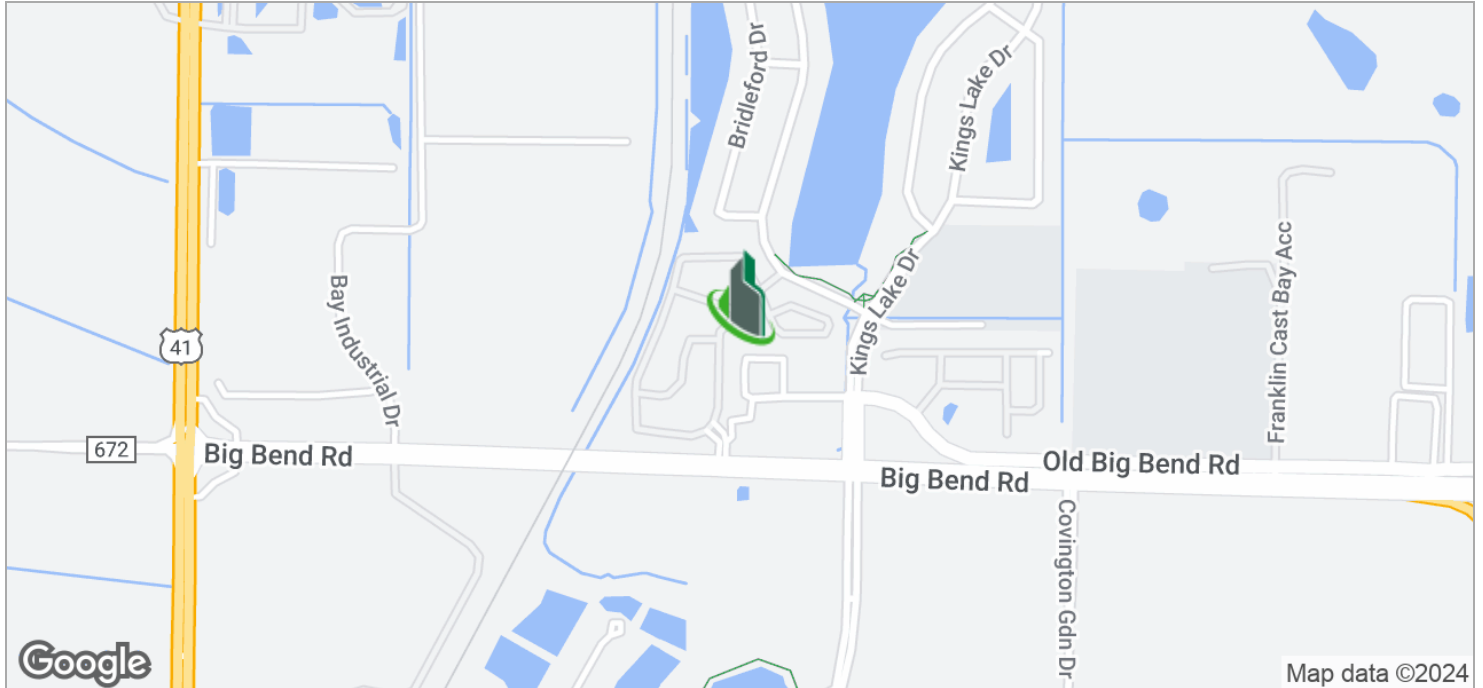 Bridleford Dr
Kings Lake Dr
Bay Industrial Dr
Kings Lake Dr
Franklin Cast Bay Acc
41
672
Big Bend Rd
Old Big Bend Rd
Big Bend Rd
Covington Gdn Dr
Google
Map data ©2024